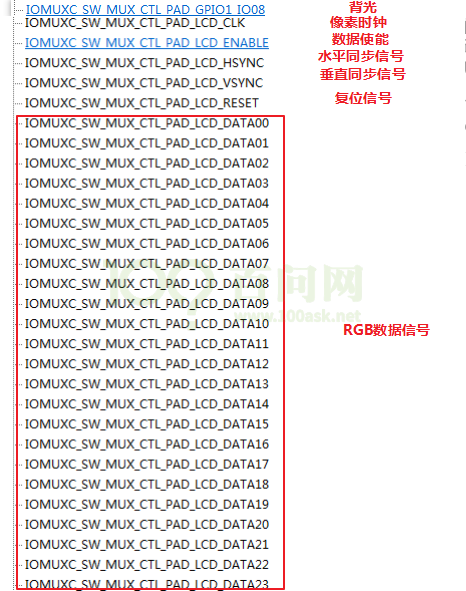 IOMUXC_SW_MUX_CTL_PAD_GPIO1_IO08 背光
IOMUXC_SW_MUX_CTL_PAD_LCD_CLK 像素时钟
IOMUXC_SW_MUX_CTL_PAD_LCD_ENABLE 数据使能
IOMUXC_SW_MUX_CTL_PAD_LCD_HSYNC 水平同步信号
IOMUXC_SW_MUX_CTL_PAD_LCD_VSYNC 垂直同步信号
IOMUXC_SW_MUX_CTL_PAD_LCD_RESET 复位信号
IOMUXC_SW_MUX_CTL_PAD_LCD_DATA00
IOMUXC_SW_MUX_CTL_PAD_LCD_DATA01
IOMUXC_SW_MUX_CTL_PAD_LCD_DATA02
IOMUXC_SW_MUX_CTL_PAD_LCD_DATA03
IOMUXC_SW_MUX_CTL_PAD_LCD_DATA04
IOMUXC_SW_MUX_CTL_PAD_LCD_DATA05
IOMUXC_SW_MUX_CTL_PAD_LCD_DATA06
IOMUXC_SW_MUX_CTL_PAD_LCD_DATA07
IOMUXC_SW_MUX_CTL_PAD_LCD_DATA08
百问网
IOMUXC_SW_MUX_CTL_PAD_LCD_DATA09
www.100ask.net
IOMUXC_SW_MUX_CTL_PAD_LCD_DATA10 RGB数据信号
IOMUXC_SW_MUX_CTL_PAD_LCD_DATA11
IOMUXC_SW_MUX_CTL_PAD_LCD_DATA12
IOMUXC_SW_MUX_CTL_PAD_LCD_DATA13
IOMUXC_SW_MUX_CTL_PAD_LCD_DATA14
IOMUXC_SW_MUX_CTL_PAD_LCD_DATA15
IOMUXC_SW_MUX_CTL_PAD_LCD_DATA16
IOMUXC_SW_MUX_CTL_PAD_LCD_DATA17
IOMUXC_SW_MUX_CTL_PAD_LCD_DATA18
IOMUXC_SW_MUX_CTL_PAD_LCD_DATA19
IOMUXC_SW_MUX_CTL_PAD_LCD_DATA20
IOMUXC_SW_MUX_CTL_PAD_LCD_DATA21
IOMUXC_SW_MUX_CTL_PAD_LCD_DATA22
IOMUXC_SW_MUX_CTL_PAD_LCD_DATA23